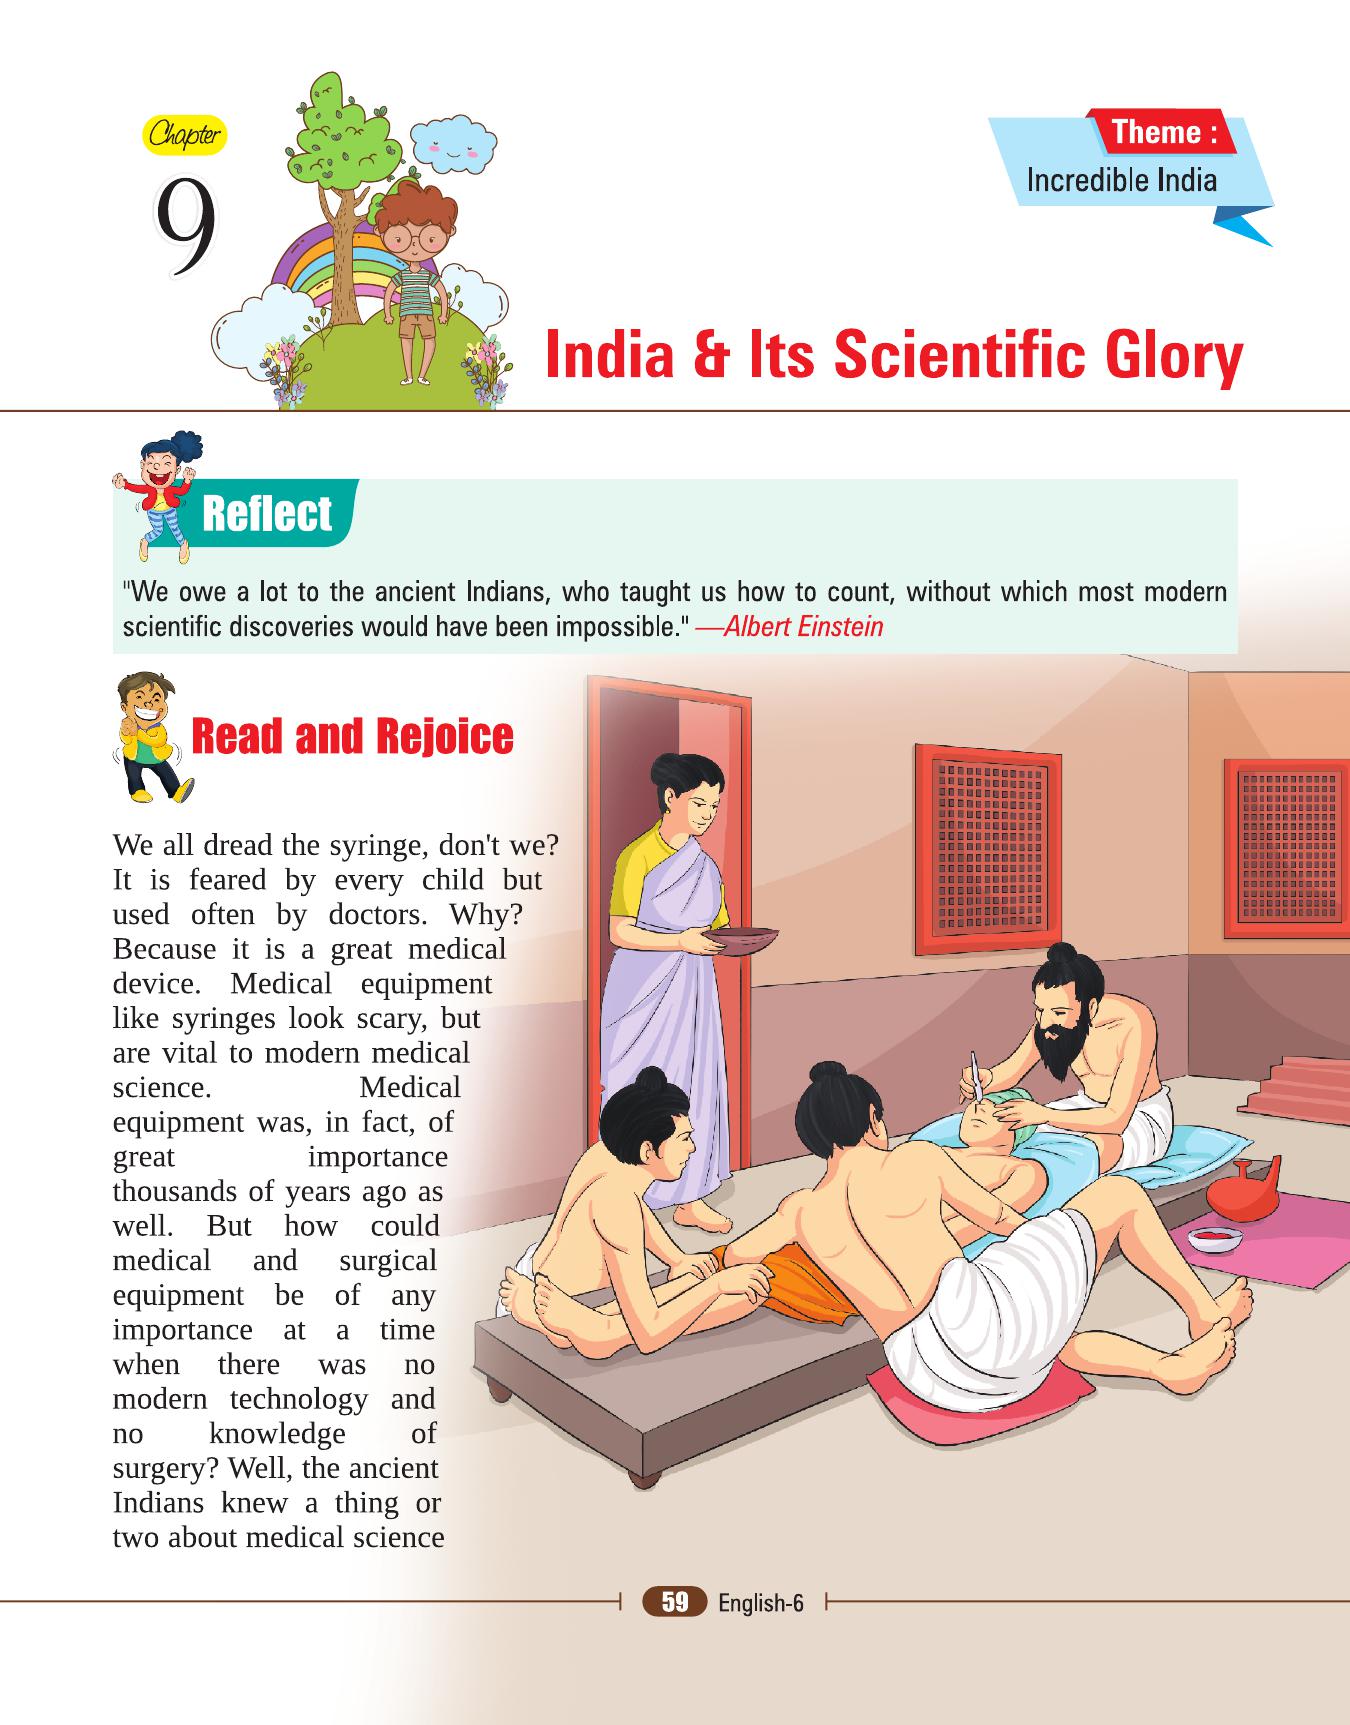 Chapter
9
Theme :
Incredible India
India & Its Scientific Glory
Reflect
"We owe a lot to the ancient Indians, who taught us how to count, without which most modern
scientific discoveries would have been impossible." —Albert Einstein
Read and Rejoice
We all dread the syringe, don't we?
It is feared by every child but
used often by doctors. Why?
Because it is a great medical
device. Medical equipment
like syringes look scary, but
are vital to modern medical
science. Medical
equipment was, in fact, of
great importance
thousands of years ago as
well. But how could
medical and surgical
equipment be of any
importance at a time
when there was no
modern technology and
no knowledge of
surgery? Well, the ancient
Indians knew a thing or
two about medical science
59 English-6